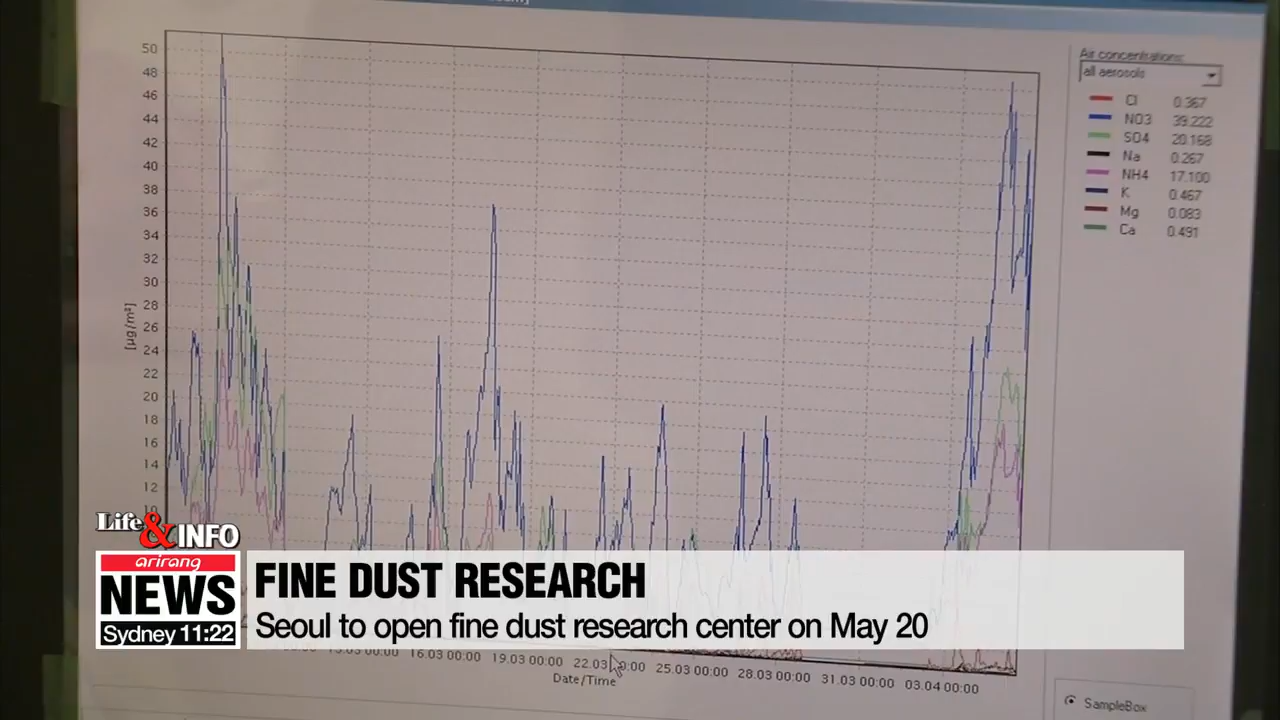 50
48
46
44
42
40
38
36
34
32
30
28
26
24
22
20
18
16
14
12
[µg/m³]
Air concentrations:
all aerosols
Cl 0.367
NO3 39.222
SO4 20.168
Na 0.267
NH4 17.100
K 0.467
Mg 0.083
Ca 0.491
Life & INFO
arirang
NEWS
Sydney 11:22
FINE DUST RESEARCH
Seoul to open fine dust research center on May 20
16.03 00:00 19.03 00:00 22.03 00:00 25.03 00:00 28.03 00:00 31.03 00:00 03.04 00:00
Date/Time
SampleBox